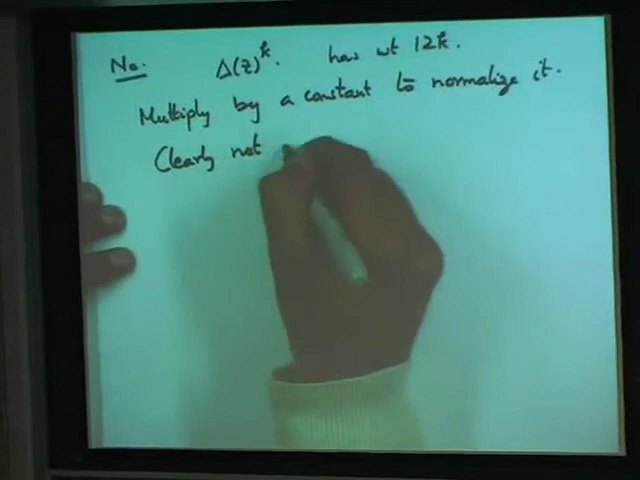 No. Δ(z)^k. has wt 12k.
Multiply by a constant to normalize it.
Clearly not